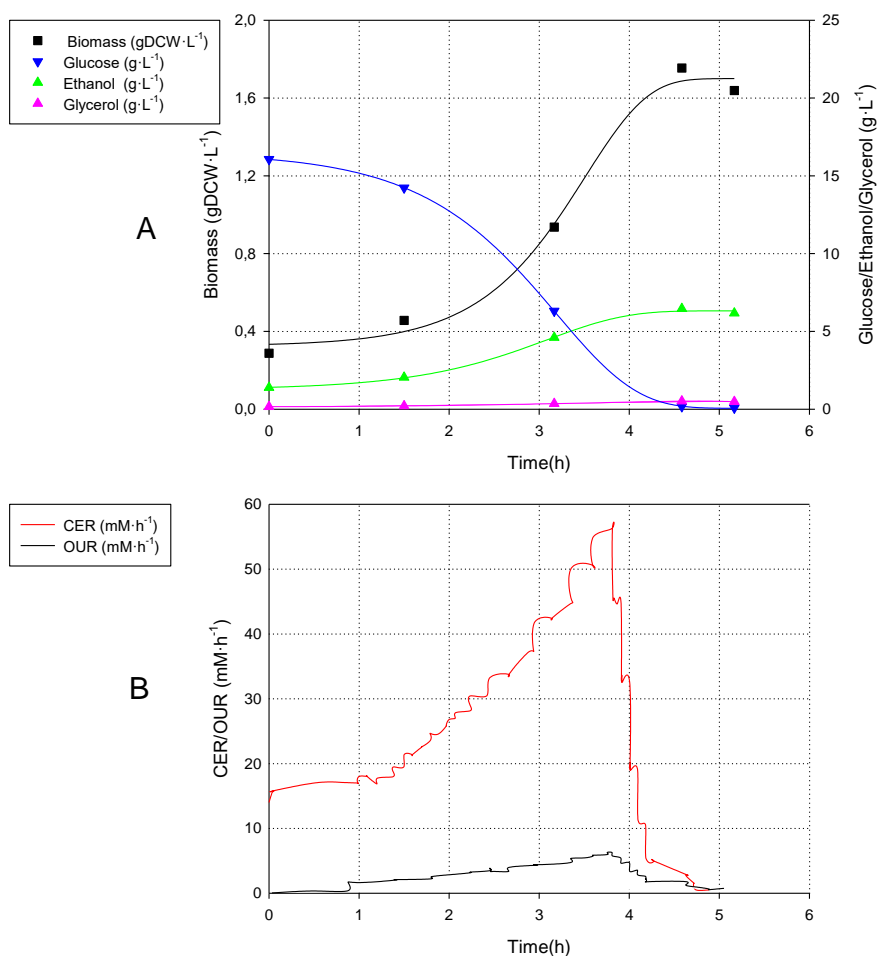 Biomass (gDCW·L⁻¹)
Glucose (g·L⁻¹)
Ethanol (g·L⁻¹)
Glycerol (g·L⁻¹)
A
Biomass (gDCW·L⁻¹)
2,0
1,6
1,2
0,8
0,4
0,0
25
20
15
10
5
0
Glucose/Ethanol/Glycerol (g·L⁻¹)
0 1 2 3 4 5 6
Time(h)
CER (mM·h⁻¹)
OUR (mM·h⁻¹)
B
CER/OUR (mM·h⁻¹)
60
50
40
30
20
10
0
0 1 2 3 4 5 6
Time(h)